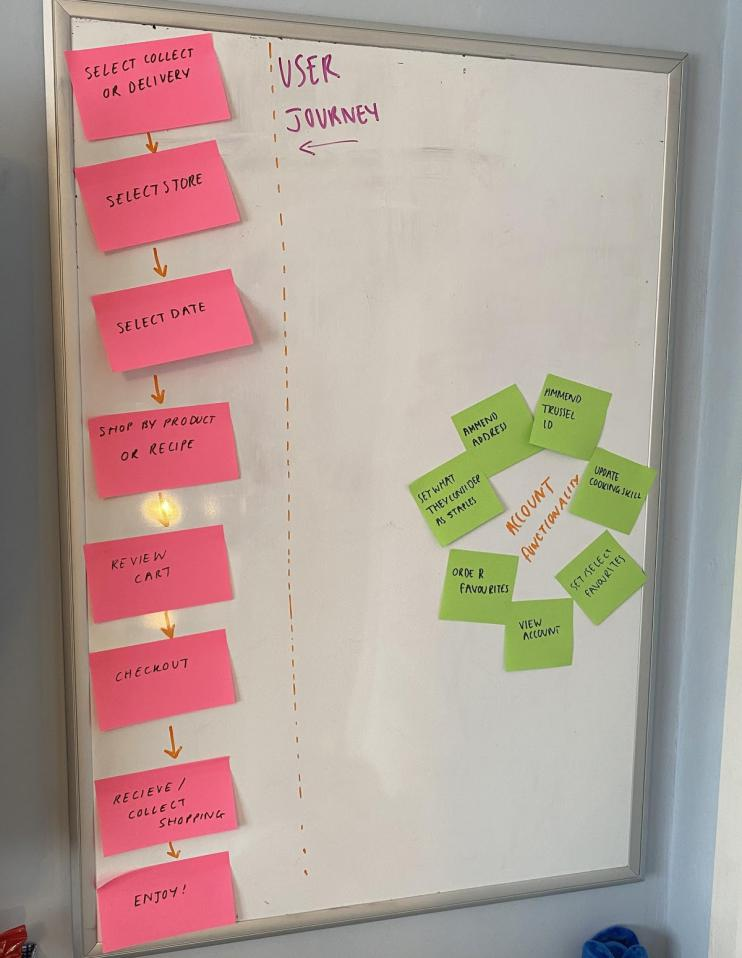 SELECT COLLECT
OR DELIVERY
SELECT STORE
SELECT DATE
SHOP BY PRODUCT
OR RECIPE
REVIEW
CART
CHECKOUT
RECIEVE /
COLLECT
SHOPPING
ENJOY!
USER
JOURNEY
AMMEND
TRUSSEL
ID
AMMEND
ADDRESS
UPDATE
COOKING SKILL
SET WHAT
THEY CONSIDER
AS STAPLES
ACCOUNT
FUNCTIONALITY
SET/SELECT
FAVOURITES
ORDER
FAVOURITES
VIEW
ACCOUNT